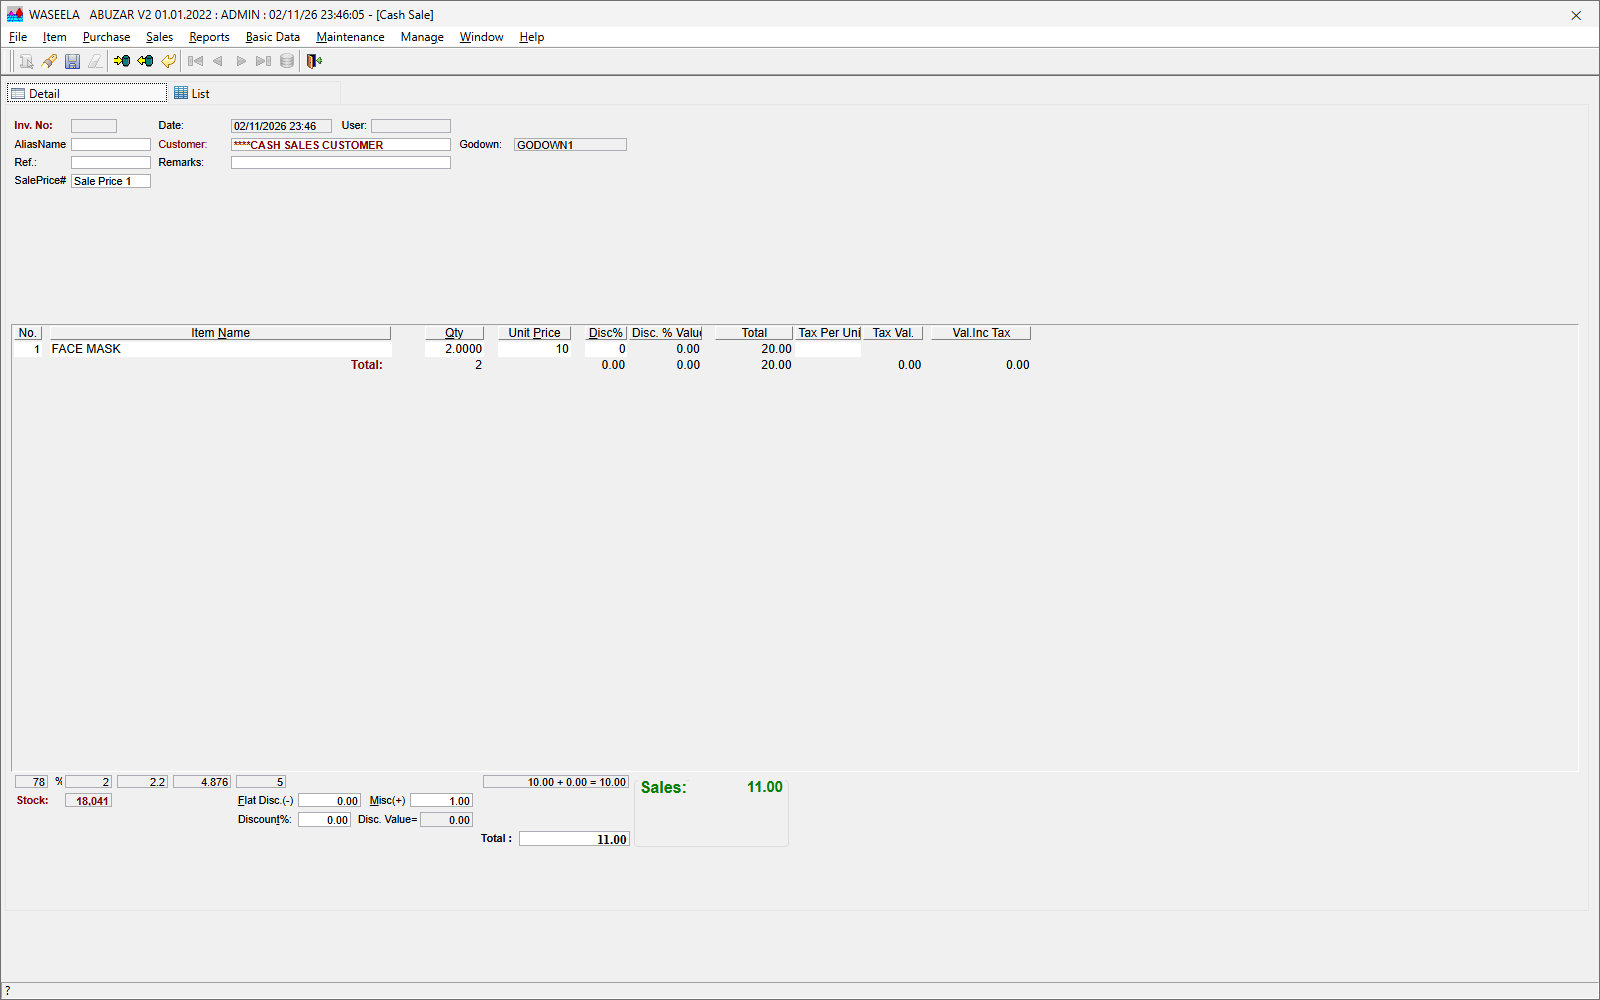 WASEELA ABUZAR V2 01.01.2022 : ADMIN : 02/11/26 23:46:05 - [Cash Sale]
File Item Purchase Sales Reports Basic Data Maintenance Manage Window Help
Detail List
Inv. No: Date: 02/11/2026 23:46 User:
AliasName Customer: ****CASH SALES CUSTOMER Godown: GODOWN1
Ref.: Remarks:
SalePrice# Sale Price 1
No. Item Name Qty Unit Price Disc% Disc. % Value Total Tax Per Uni Tax Val. Val.Inc Tax
1 FACE MASK 2.0000 10 0 0.00 20.00
Total: 2 0.00 0.00 20.00 0.00 0.00
78 % 2 2.2 4.876 5 10.00 + 0.00 = 10.00 Sales: 11.00
Stock: 18,041 Flat Disc.(-) 0.00 Misc(+) 1.00
Discount%: 0.00 Disc. Value= 0.00
Total : 11.00
?